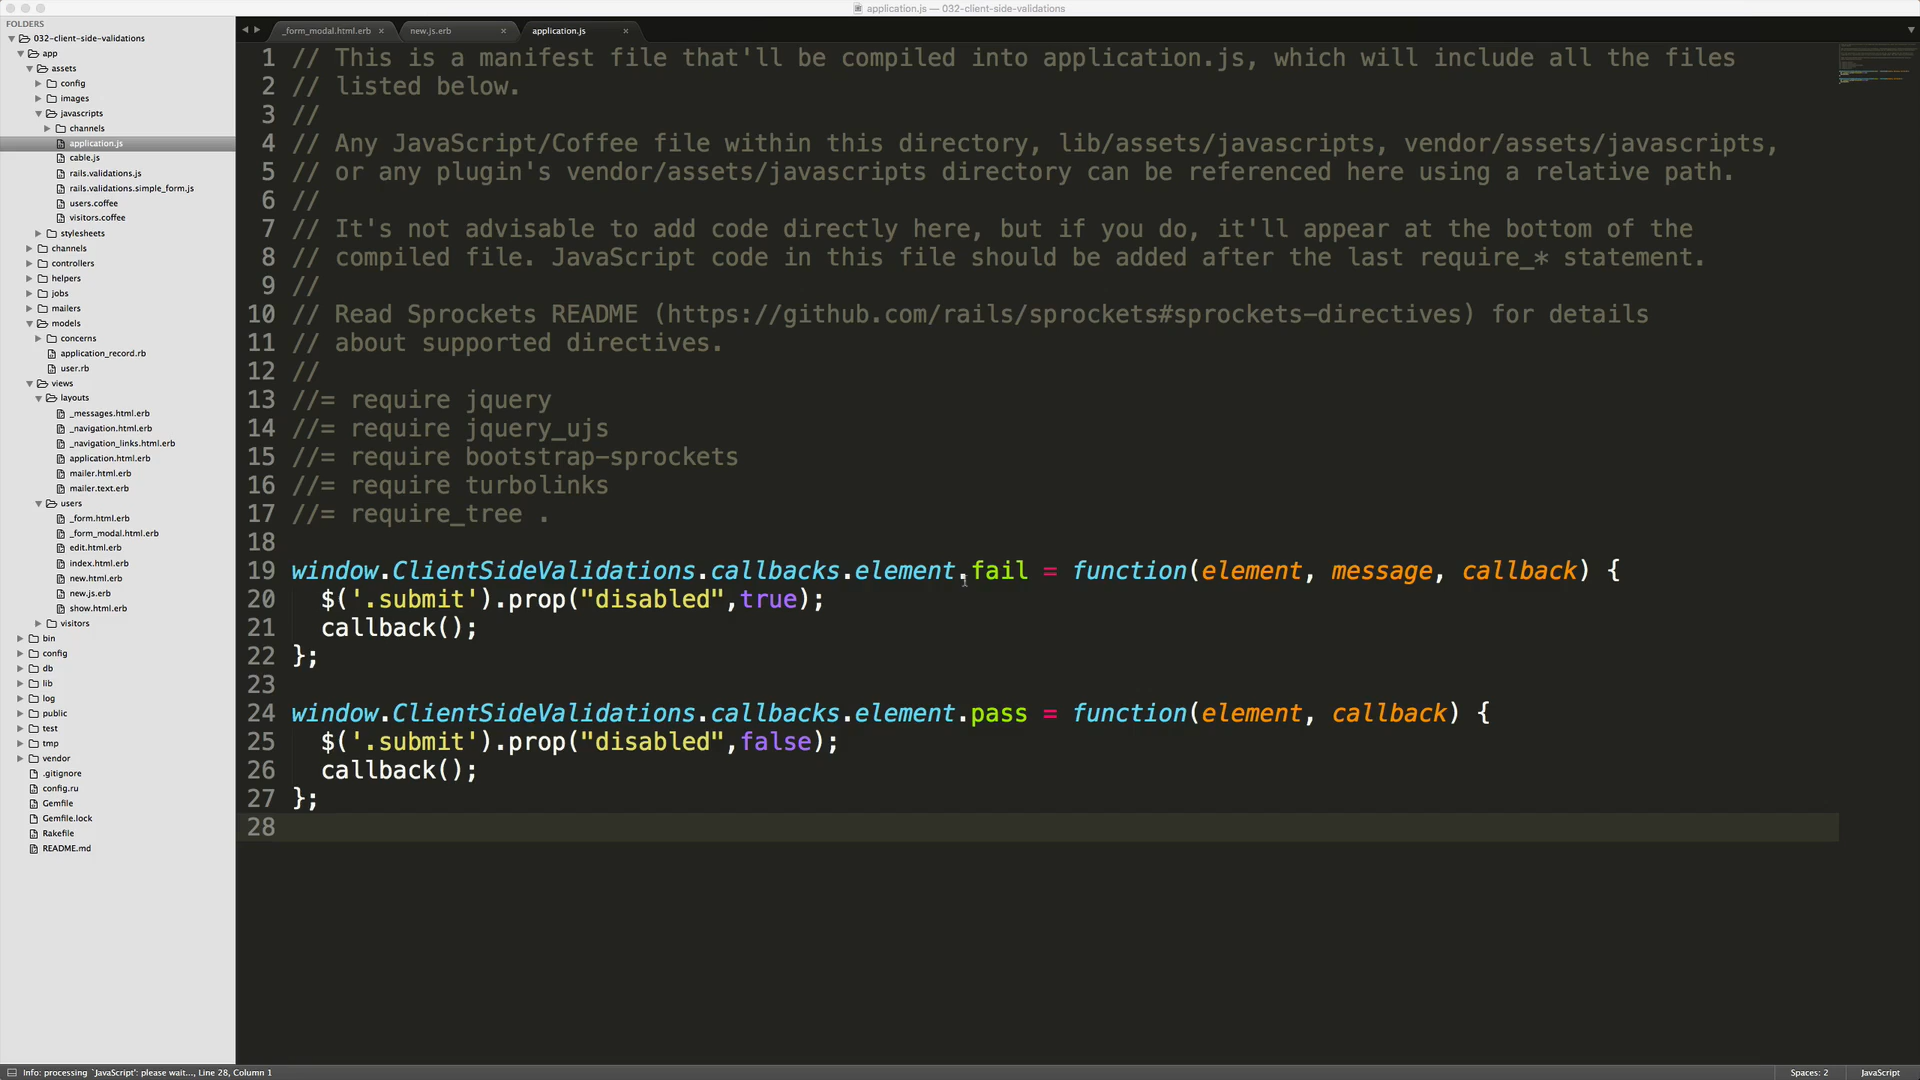 application.js — 032-client-side-validations
FOLDERS
032-client-side-validations
app
assets
config
images
javascripts
channels
application.js
cable.js
rails.validations.js
rails.validations.simple_form.js
users.coffee
visitors.coffee
stylesheets
channels
controllers
helpers
jobs
mailers
models
concerns
application_record.rb
user.rb
views
layouts
_messages.html.erb
_navigation.html.erb
_navigation_links.html.erb
application.html.erb
mailer.html.erb
mailer.text.erb
users
_form.html.erb
_form_modal.html.erb
edit.html.erb
index.html.erb
new.html.erb
new.js.erb
show.html.erb
visitors
bin
config
db
lib
log
public
test
tmp
vendor
.gitignore
config.ru
Gemfile
Gemfile.lock
Rakefile
README.md
_form_modal.html.erb × new.js.erb × application.js ×
1 // This is a manifest file that'll be compiled into application.js, which will include all the files
2 // listed below.
3 //
4 // Any JavaScript/Coffee file within this directory, lib/assets/javascripts, vendor/assets/javascripts,
5 // or any plugin's vendor/assets/javascripts directory can be referenced here using a relative path.
6 //
7 // It's not advisable to add code directly here, but if you do, it'll appear at the bottom of the
8 // compiled file. JavaScript code in this file should be added after the last require_* statement.
9 //
10 // Read Sprockets README (https://github.com/rails/sprockets#sprockets-directives) for details
11 // about supported directives.
12 //
13 //= require jquery
14 //= require jquery_ujs
15 //= require bootstrap-sprockets
16 //= require turbolinks
17 //= require_tree .
18
19 window.ClientSideValidations.callbacks.element.fail = function(element, message, callback) {
20 $('.submit').prop("disabled",true);
21 callback();
22 };
23
24 window.ClientSideValidations.callbacks.element.pass = function(element, callback) {
25 $('.submit').prop("disabled",false);
26 callback();
27 };
28
Info: processing `JavaScript': please wait..., Line 28, Column 1
Spaces: 2 JavaScript